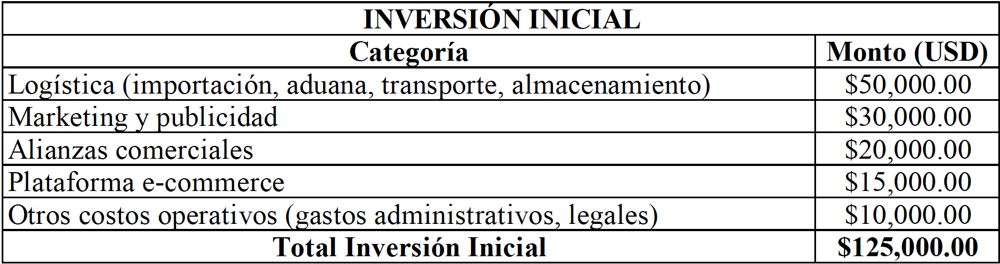 INVERSIÓN INICIAL
Categoría Monto (USD)
Logística (importación, aduana, transporte, almacenamiento) $50,000.00
Marketing y publicidad $30,000.00
Alianzas comerciales $20,000.00
Plataforma e-commerce $15,000.00
Otros costos operativos (gastos administrativos, legales) $10,000.00
Total Inversión Inicial $125,000.00